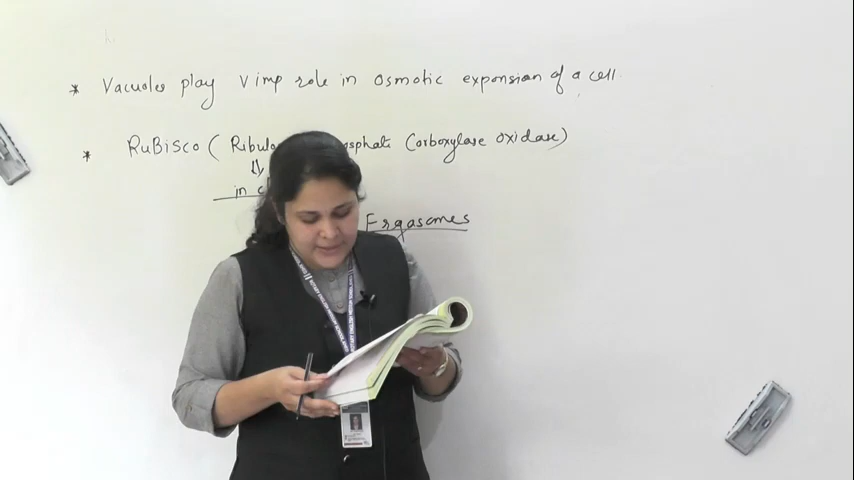 * Vacuoles play V imp role in osmotic expansion of a cell.
* RuBisCo ( Ribulo sphate Carboxylase oxidase)
in c
Ergasomes